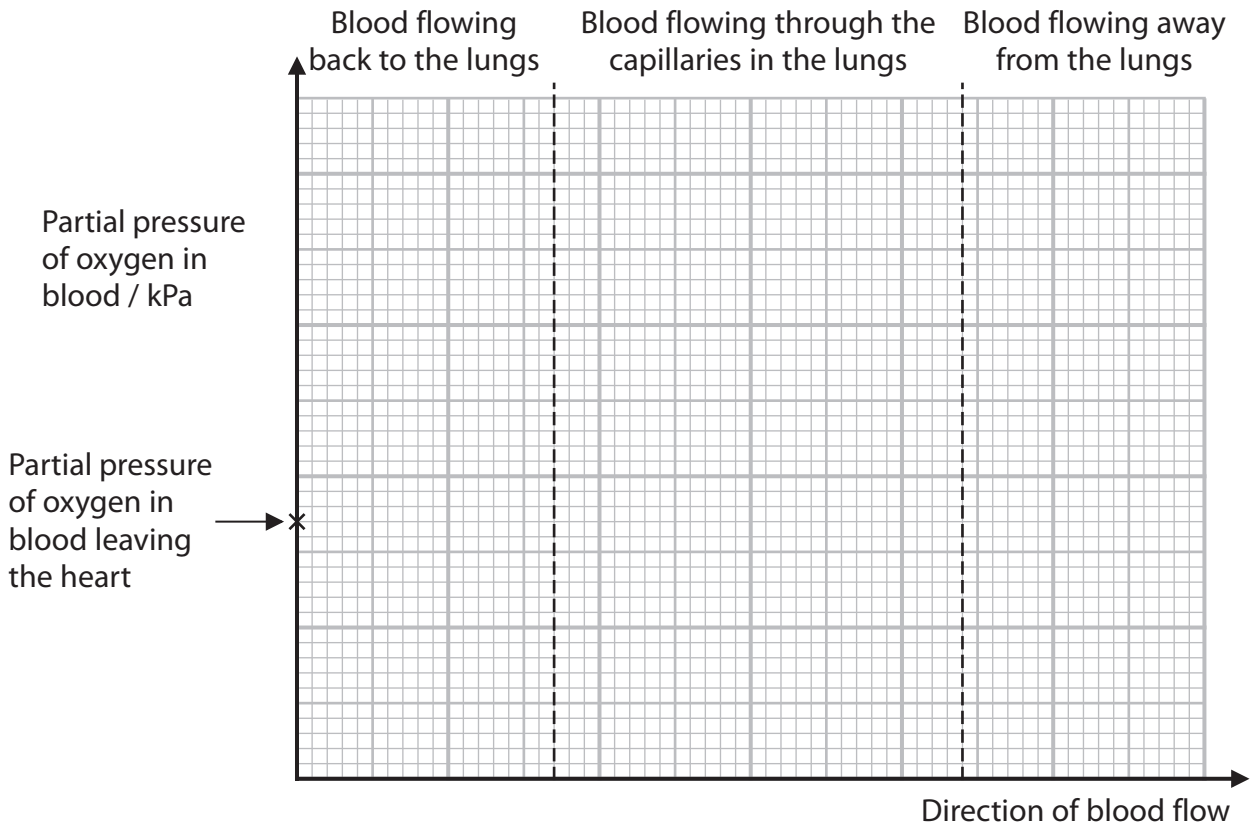 Blood flowing
back to the lungs
Blood flowing through the
capillaries in the lungs
Blood flowing away
from the lungs
Partial pressure
of oxygen in
blood / kPa
Partial pressure
of oxygen in
blood leaving
the heart
Direction of blood flow